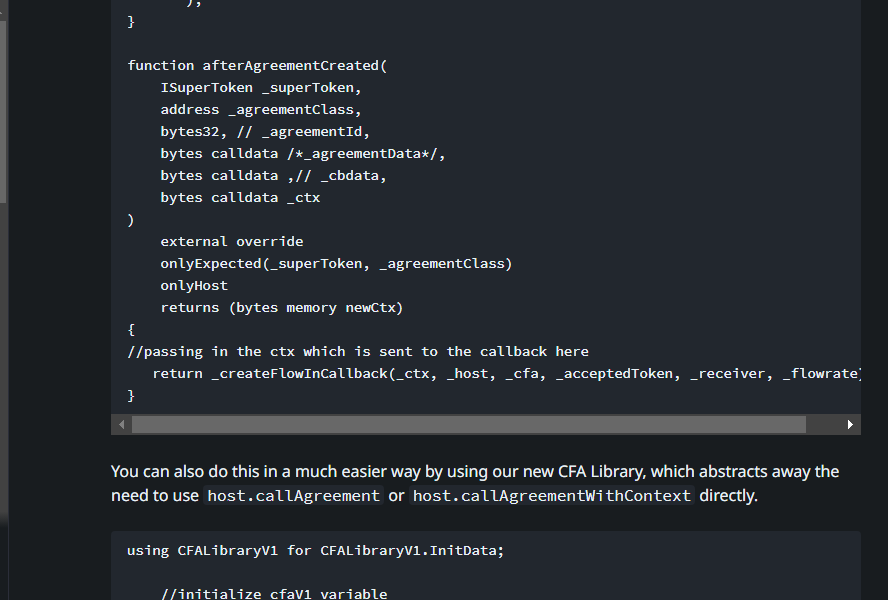 );
}
function afterAgreementCreated(
ISuperToken _superToken,
address _agreementClass,
bytes32, // _agreementId,
bytes calldata /*_agreementData*/,
bytes calldata ,// _cbdata,
bytes calldata _ctx
)
external override
onlyExpected(_superToken, _agreementClass)
onlyHost
returns (bytes memory newCtx)
{
//passing in the ctx which is sent to the callback here
return _createFlowInCallback(_ctx, _host, _cfa, _acceptedToken, _receiver, _flowrate)
}
You can also do this in a much easier way by using our new CFA Library, which abstracts away the
need to use host.callAgreement or host.callAgreementWithContext directly.
using CFALibraryV1 for CFALibraryV1.InitData;
//initialize cfaV1 variable